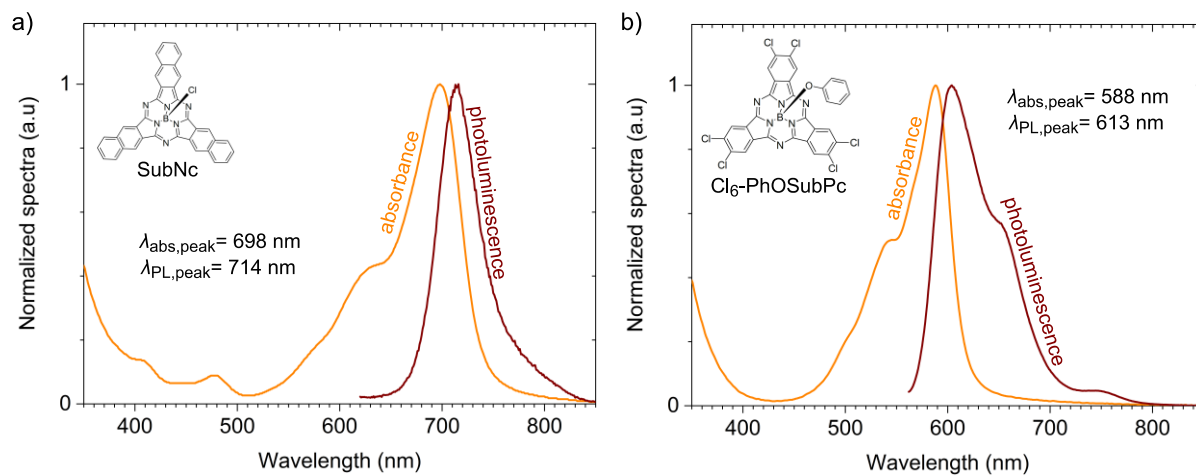 a)
Normalized spectra (a.u)
1
0
Cl
N
N
N
N
B
N
N
SubNc
λabs,peak= 698 nm
λPL,peak= 714 nm
absorbance
photoluminescence
400 500 600 700 800
Wavelength (nm)
b)
Normalized spectra (a.u)
1
0
Cl Cl
O
N
N
N
N
B
N
N
Cl
Cl
Cl
Cl
Cl6-PhOSubPc
λabs,peak= 588 nm
λPL,peak= 613 nm
absorbance
photoluminescence
400 500 600 700 800
Wavelength (nm)